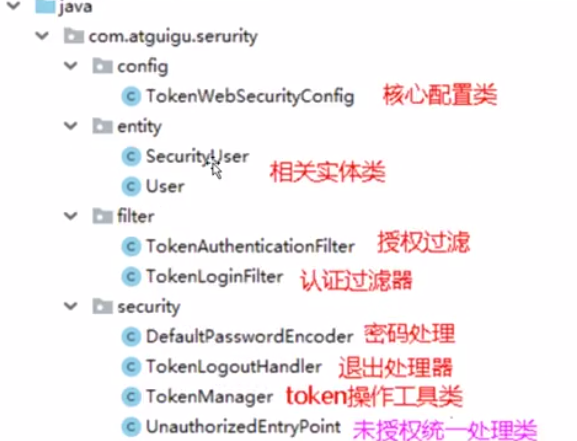 java
com.atguigu.serurity
config
TokenWebSecurityConfig 核心配置类
entity
SecurityUser
相关实体类
User
filter
TokenAuthenticationFilter 授权过滤
TokenLoginFilter 认证过滤器
security
DefaultPasswordEncoder 密码处理
TokenLogoutHandler 退出处理器
TokenManager token操作工具类
UnauthorizedEntryPoint 未授权统一处理类